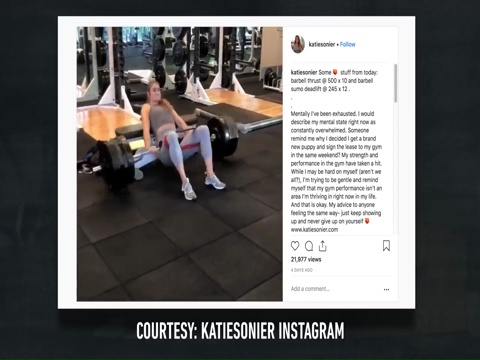 katiesonier • Follow
katiesonier Some 🍑 stuff from today:
barbell thrust @ 500 x 10 and barbell
sumo deadlift @ 245 x 12 .
.
.
Mentally I've been exhausted. I would
describe my mental state right now as
constantly overwhelmed. Someone
remind me why I decided I get a brand
new puppy and sign the lease to my gym
in the same weekend? My strength and
performance in the gym have taken a hit.
While I may be hard on myself (aren't we
all?), I'm trying to be gentle and remind
myself that my gym performance isn't an
area I'm thriving in right now in my life.
And that is okay. My advice to anyone
feeling the same way- just keep showing
up and never give up on yourself
www.katiesonier.com
21,977 views
4 DAYS AGO
Add a comment...
COURTESY: KATIESONIER INSTAGRAM